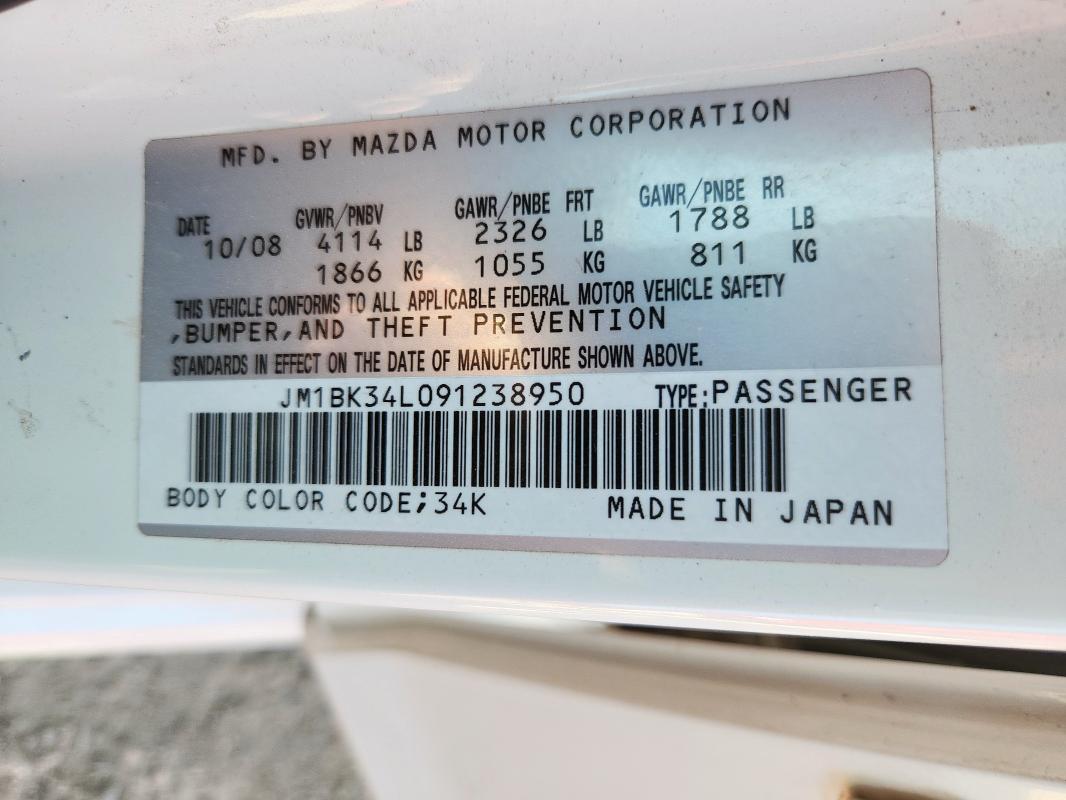 MFD. BY MAZDA MOTOR CORPORATION
DATE GVWR/PNBV GAWR/PNBE FRT GAWR/PNBE RR
10/08 4114 LB 2326 LB 1788 LB
1866 KG 1055 KG 811 KG
THIS VEHICLE CONFORMS TO ALL APPLICABLE FEDERAL MOTOR VEHICLE SAFETY
,BUMPER,AND THEFT PREVENTION
STANDARDS IN EFFECT ON THE DATE OF MANUFACTURE SHOWN ABOVE.
JM1BK34L091238950 TYPE:PASSENGER
BODY COLOR CODE;34K MADE IN JAPAN